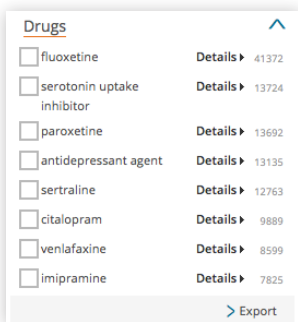 Drugs
fluoxetine Details 41372
serotonin uptake Details 13724
inhibitor
paroxetine Details 13692
antidepressant agent Details 13135
sertraline Details 12763
citalopram Details 9889
venlafaxine Details 8599
imipramine Details 7825
Export